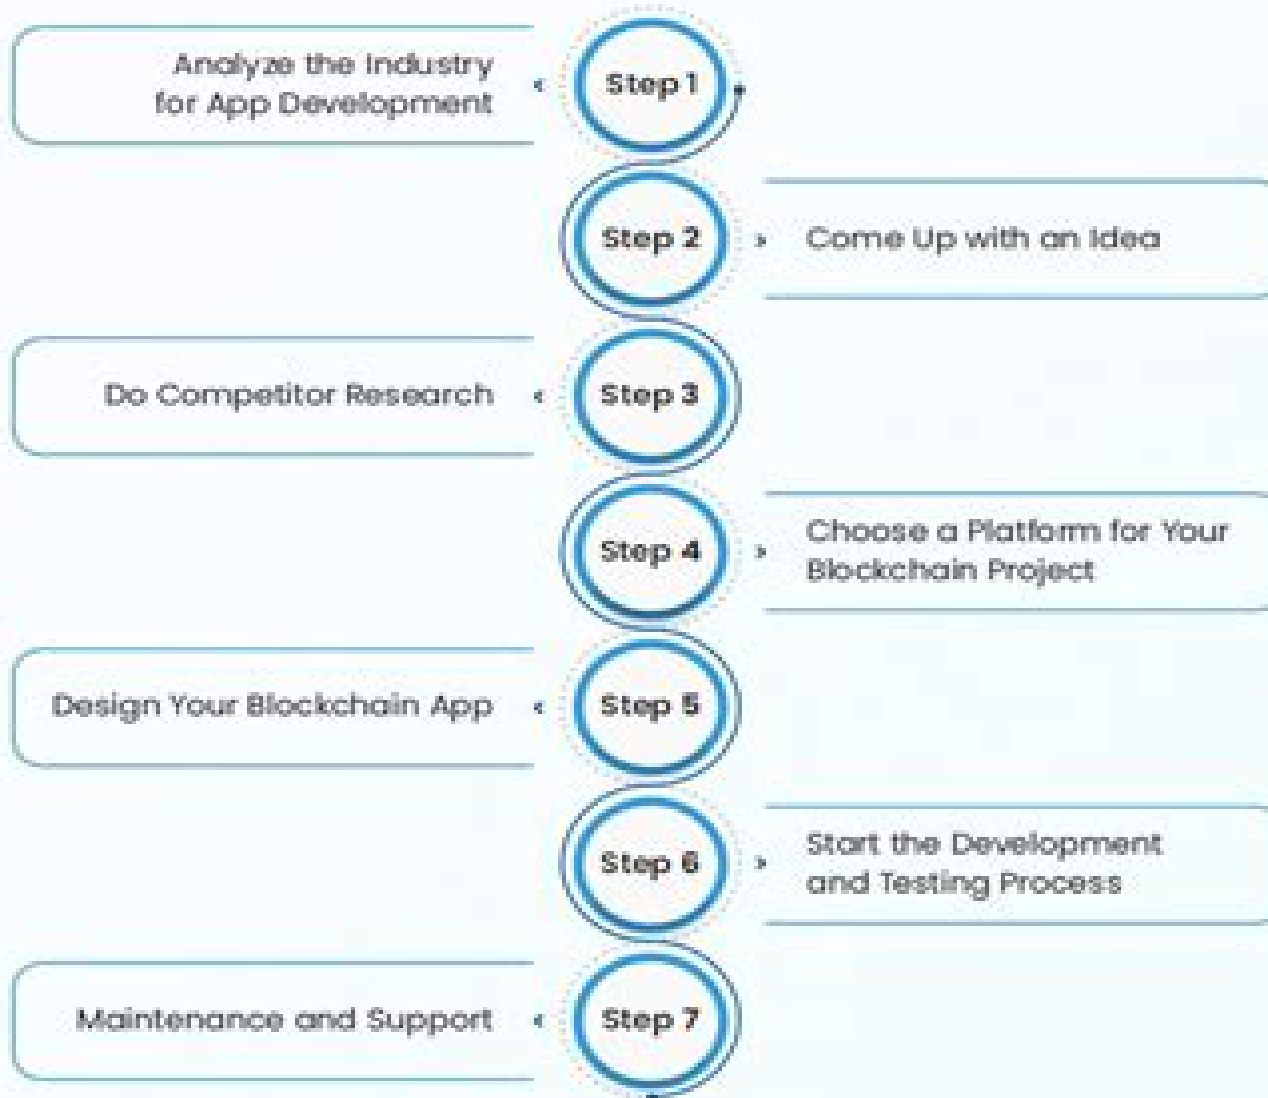 Analyze the Industry
for App Development
Step 1
Step 2
Come Up with an Idea
Do Competitor Research
Step 3
Step 4
Choose a Platform for Your
Blockchain Project
Design Your Blockchain App
Step 5
Step 6
Start the Development
and Testing Process
Maintenance and Support
Step 7